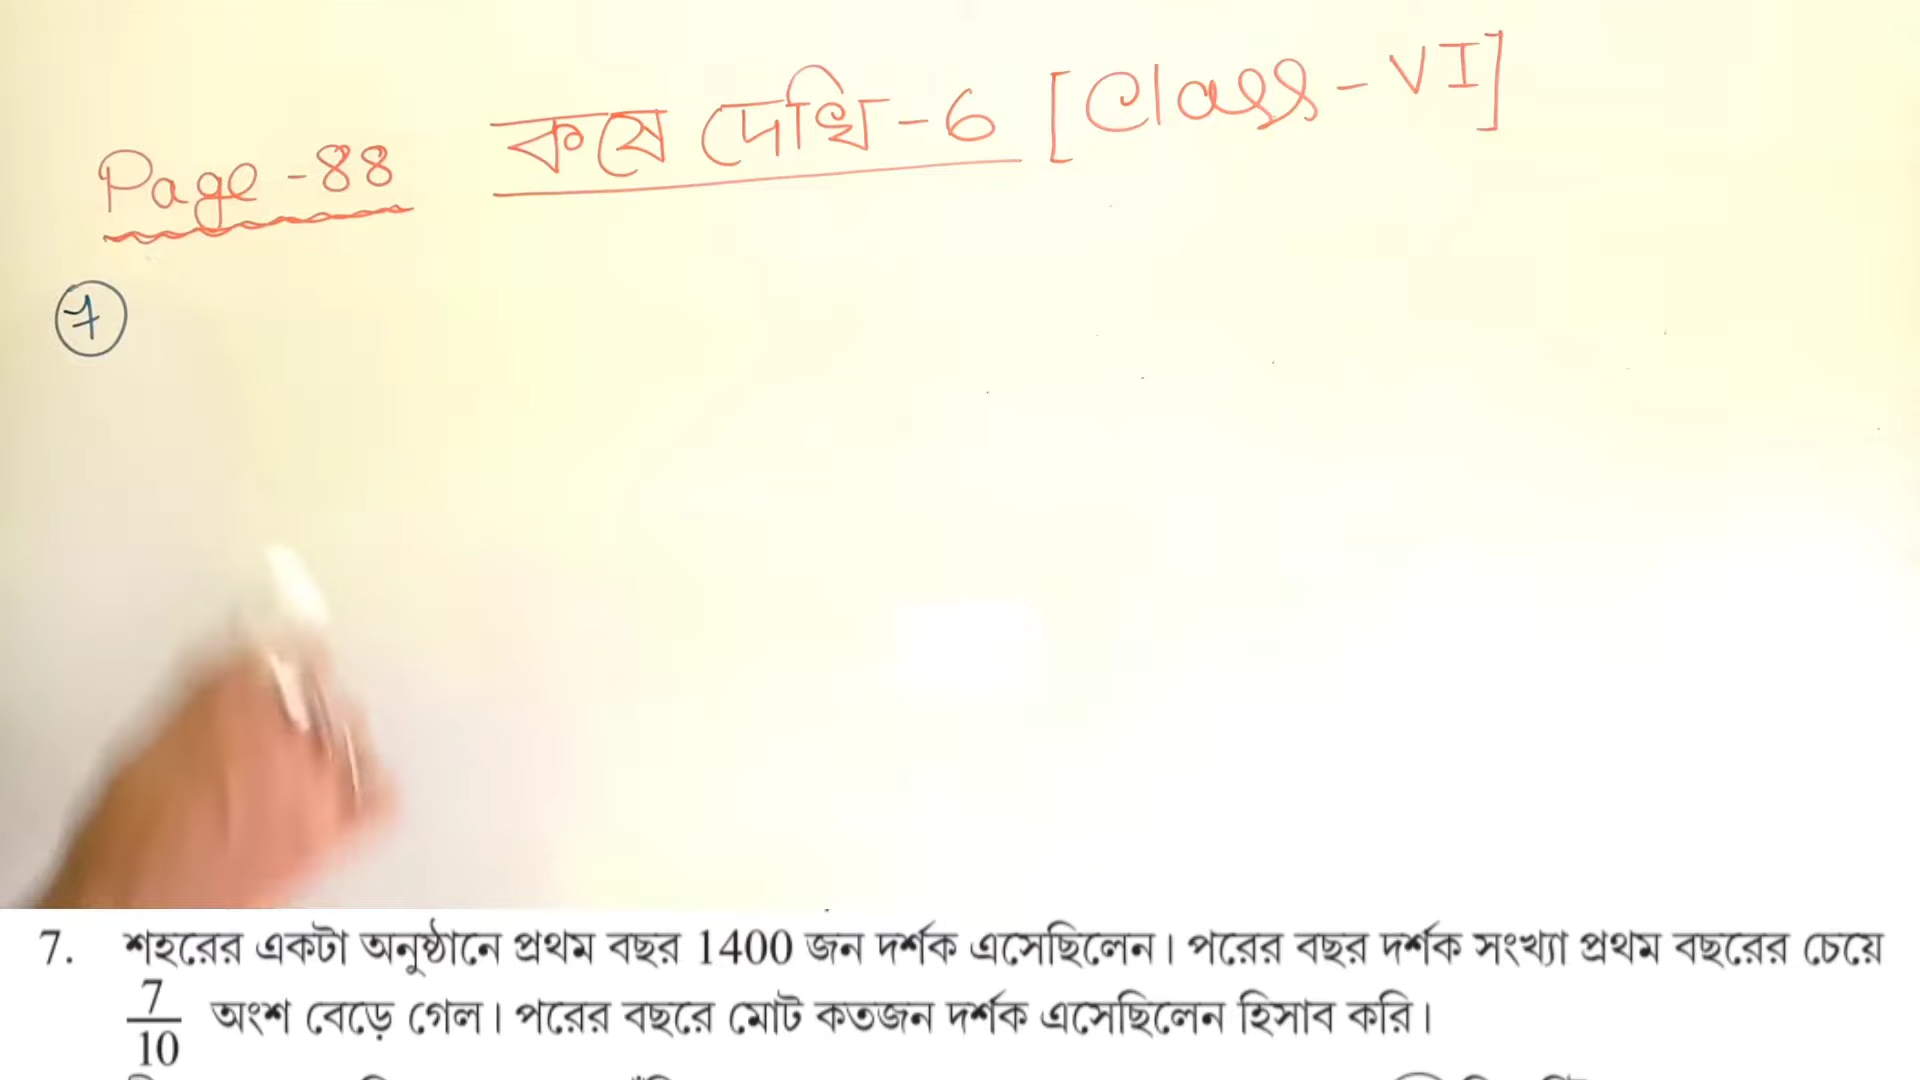 কষে দেখি-6 [Class-VI]
Page-88
7
7. শহরের একটা অনুষ্ঠানে প্রথম বছর 1400 জন দর্শক এসেছিলেন। পরের বছর দর্শক সংখ্যা প্রথম বছরের চেয়ে
7/10 অংশ বেড়ে গেল। পরের বছরে মোট কতজন দর্শক এসেছিলেন হিসাব করি।